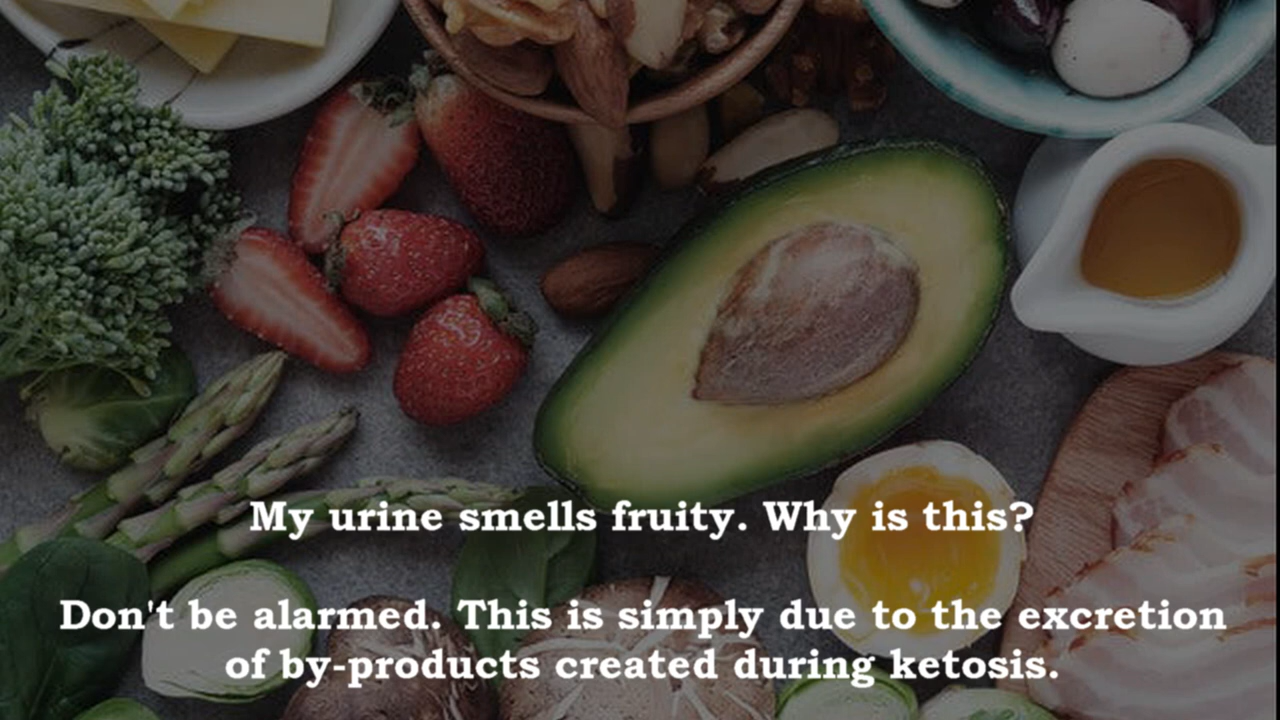 My urine smells fruity. Why is this?
Don't be alarmed. This is simply due to the excretion
of by-products created during ketosis.